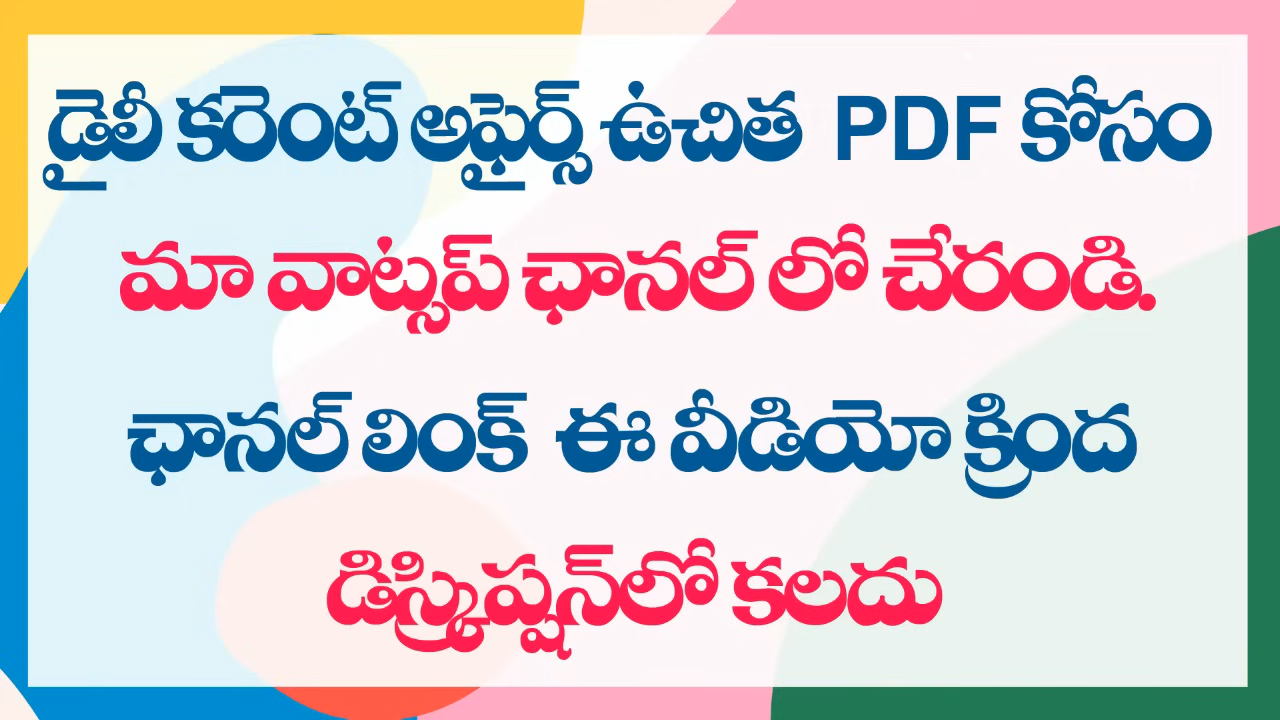 డైలీ కరెంట్ అఫైర్స్ ఉచిత PDF కోసం
మా వాట్సప్ ఛానల్ లో చేరండి.
ఛానల్ లింక్ ఈ వీడియో క్రింద
డిస్క్రిప్షన్‌లో కలదు